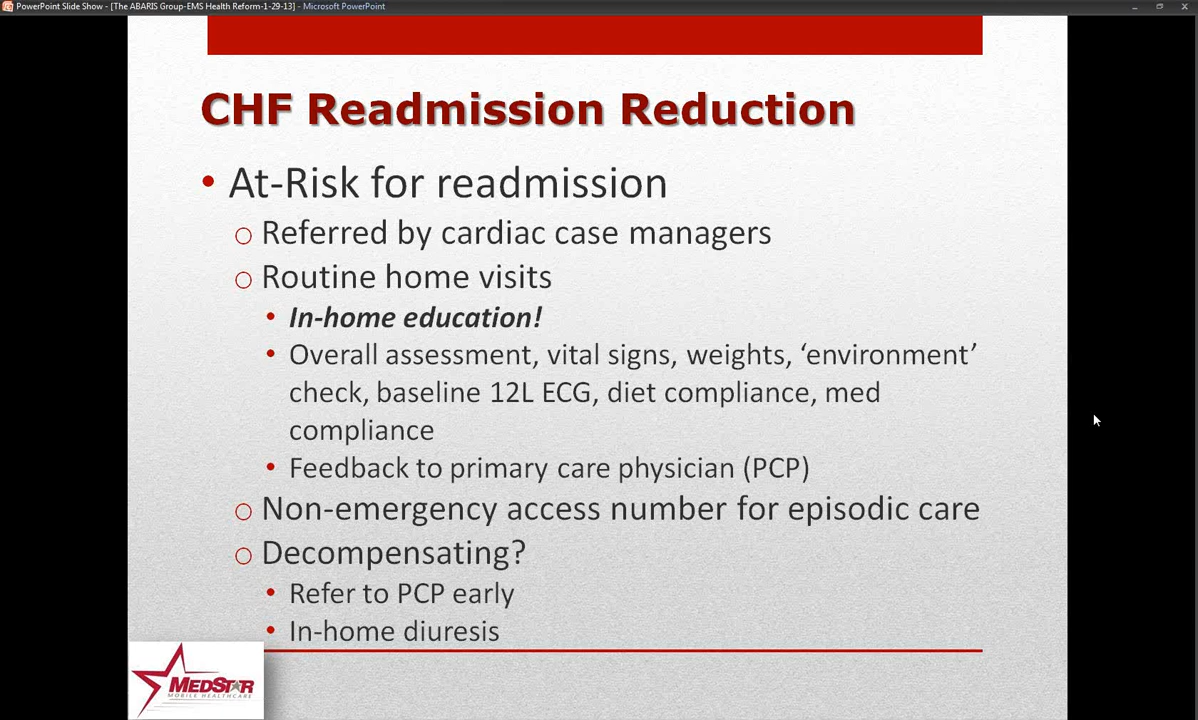 PowerPoint Slide Show - [The ABARIS Group-EMS Health Reform-1-29-13] - Microsoft PowerPoint
CHF Readmission Reduction
• At-Risk for readmission
o Referred by cardiac case managers
o Routine home visits
• In-home education!
• Overall assessment, vital signs, weights, ‘environment’
check, baseline 12L ECG, diet compliance, med
compliance
• Feedback to primary care physician (PCP)
o Non-emergency access number for episodic care
o Decompensating?
• Refer to PCP early
• In-home diuresis
MEDSTAR
MOBILE HEALTHCARE